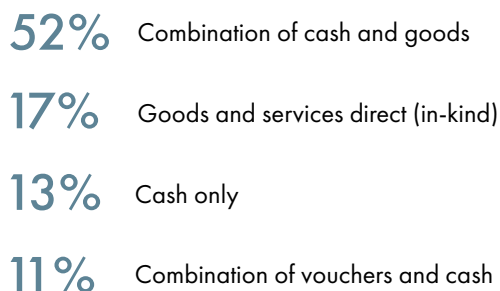 52% Combination of cash and goods
17% Goods and services direct (in-kind)
13% Cash only
11% Combination of vouchers and cash